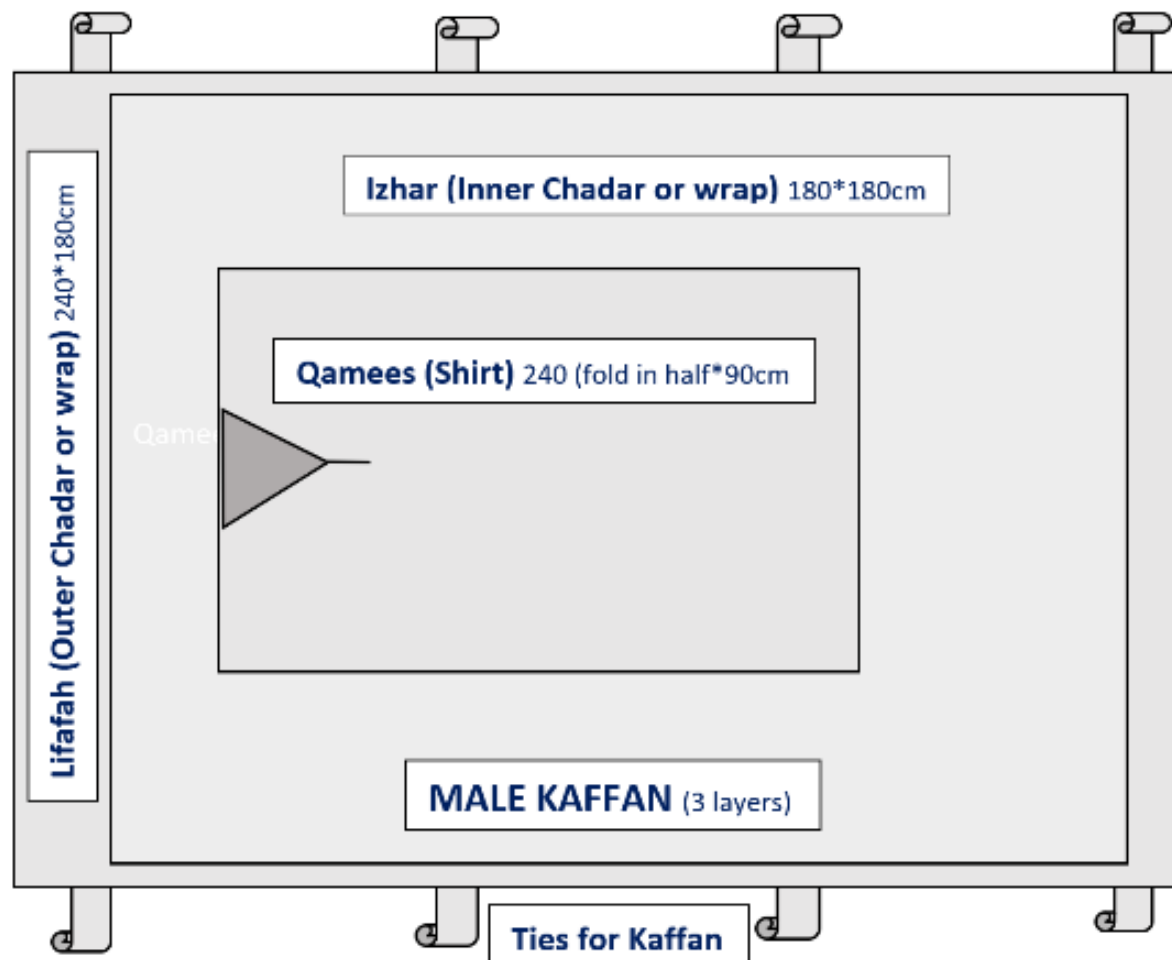 Izhar (Inner Chadar or wrap) 180*180cm
Lifafah (Outer Chadar or wrap) 240*180cm
Qamees (Shirt) 240 (fold in half*90cm
Qamee
MALE KAFFAN (3 layers)
Ties for Kaffan